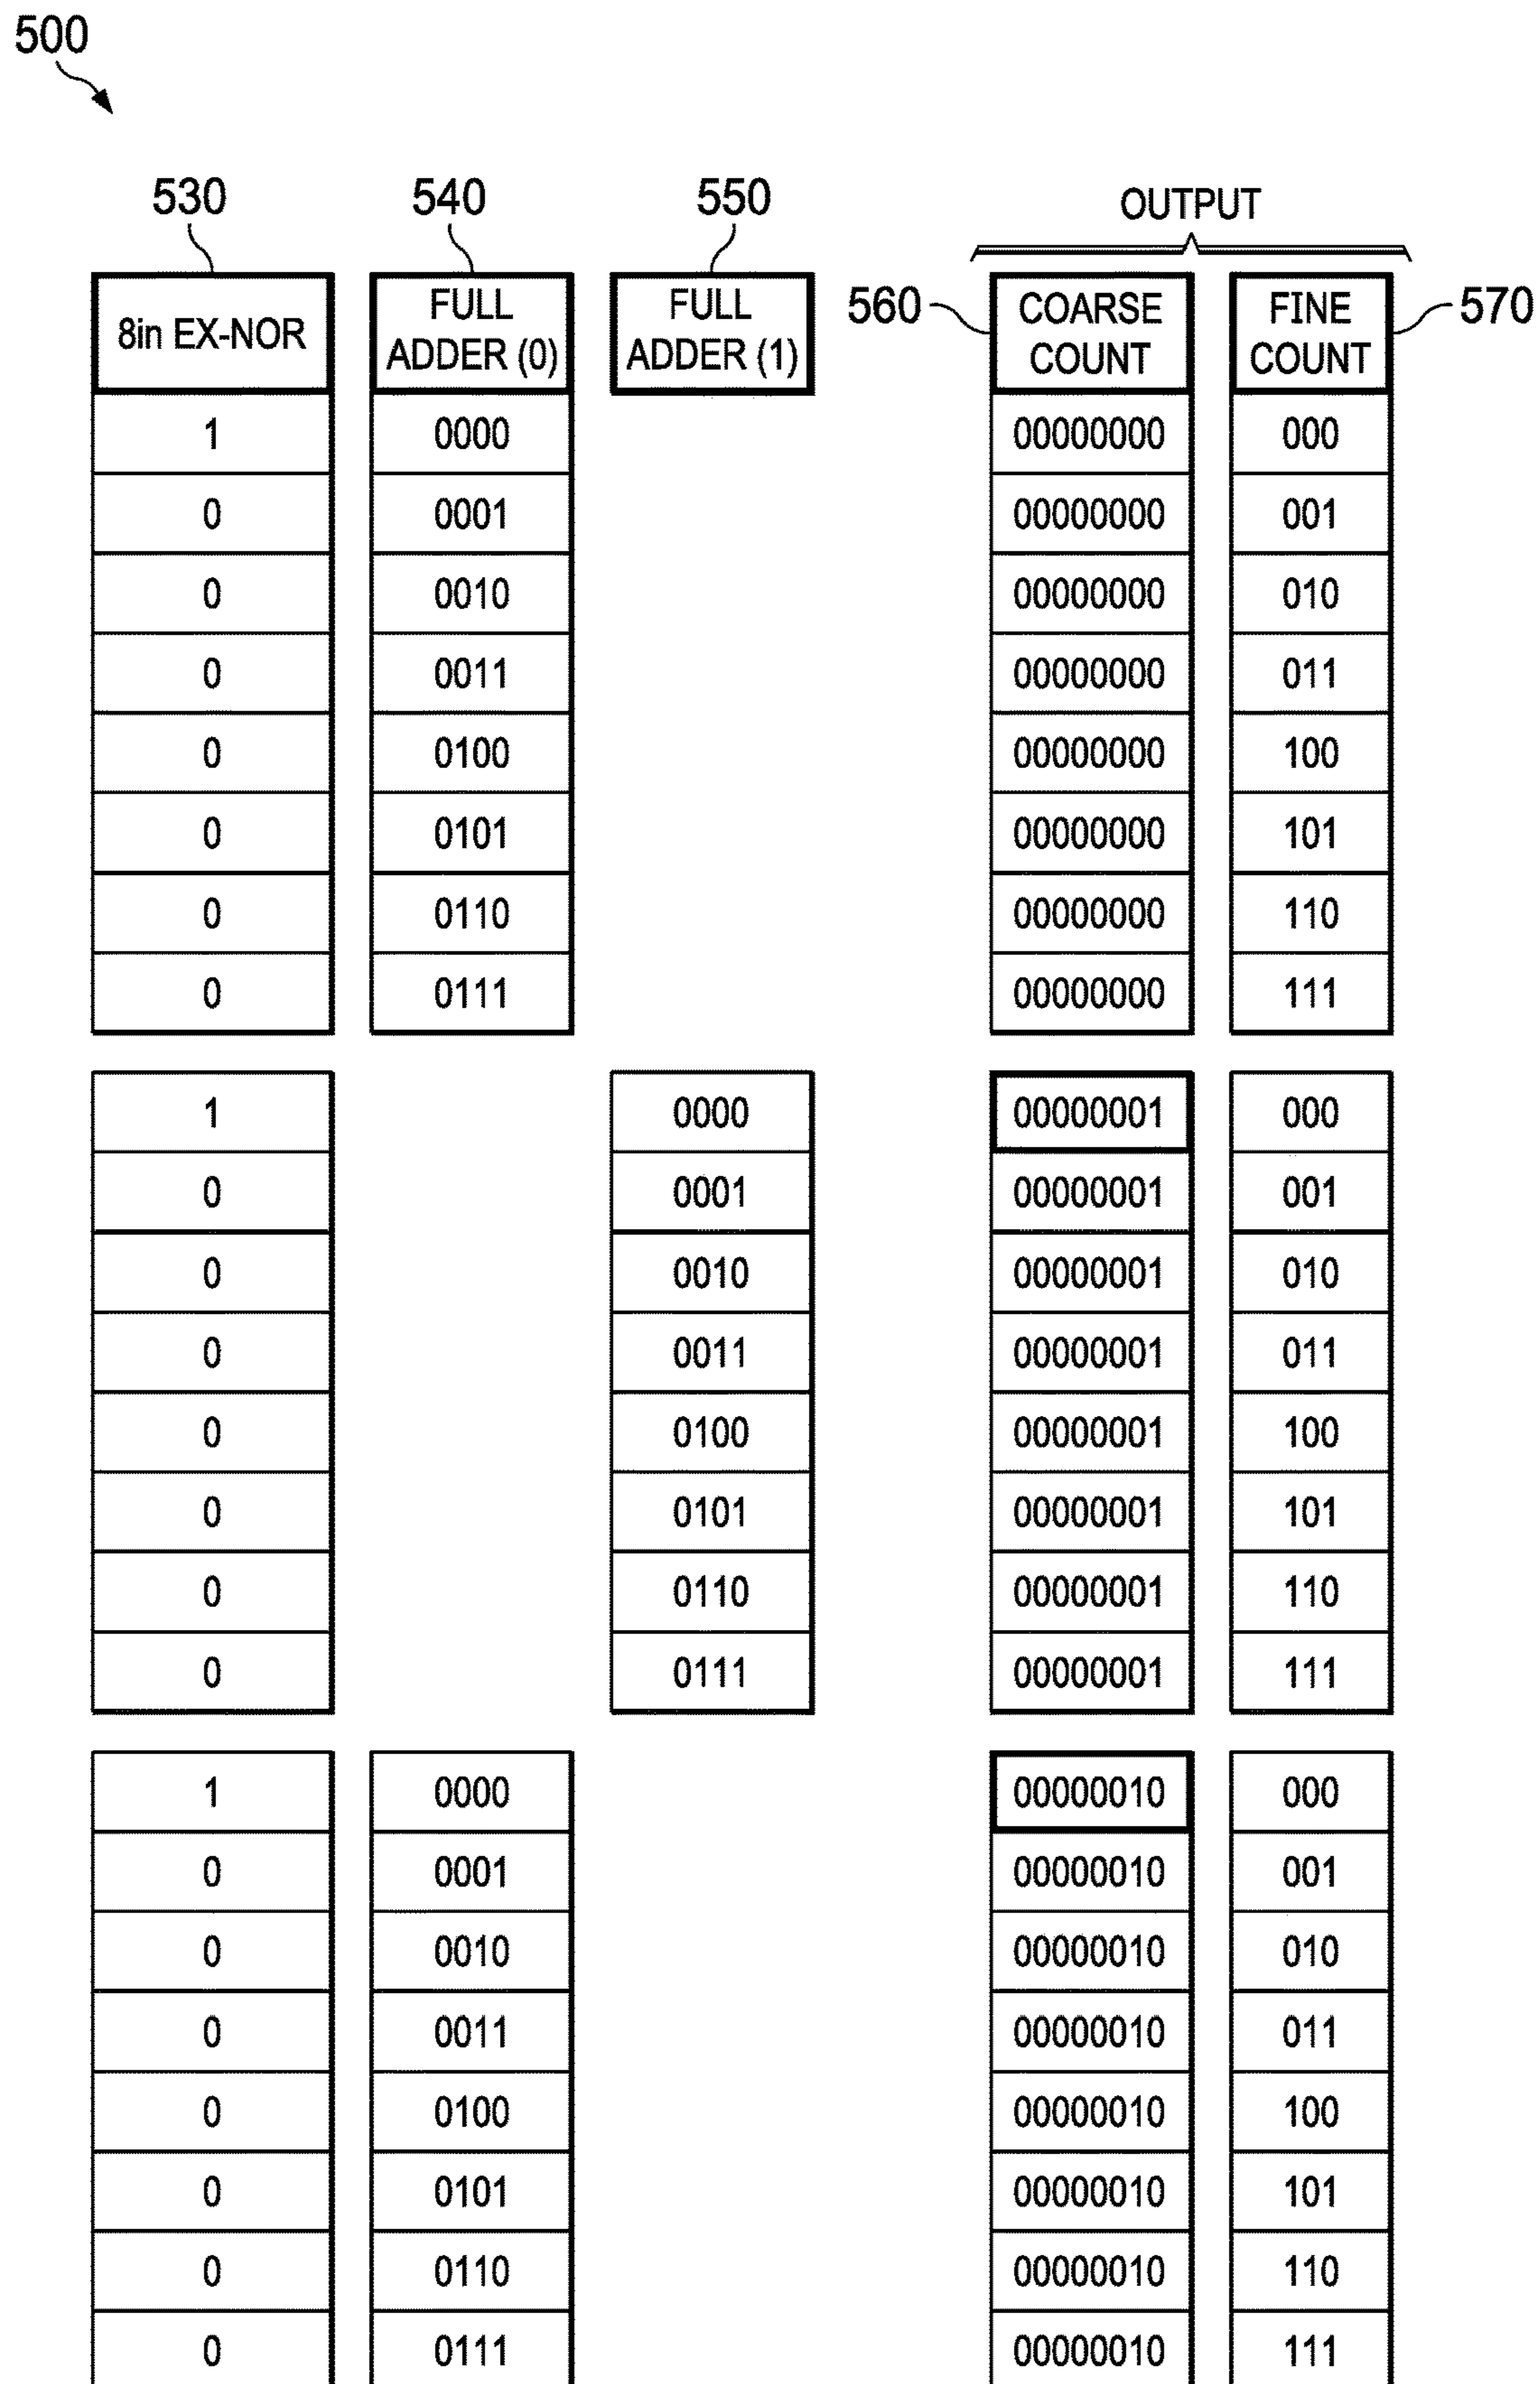 500
530 540 550 OUTPUT
560 570
8in EX-NOR FULL ADDER (0) FULL ADDER (1) COARSE COUNT FINE COUNT
1 0000 00000000 000
0 0001 00000000 001
0 0010 00000000 010
0 0011 00000000 011
0 0100 00000000 100
0 0101 00000000 101
0 0110 00000000 110
0 0111 00000000 111
1 0000 00000001 000
0 0001 00000001 001
0 0010 00000001 010
0 0011 00000001 011
0 0100 00000001 100
0 0101 00000001 101
0 0110 00000001 110
0 0111 00000001 111
1 0000 00000010 000
0 0001 00000010 001
0 0010 00000010 010
0 0011 00000010 011
0 0100 00000010 100
0 0101 00000010 101
0 0110 00000010 110
0 0111 00000010 111